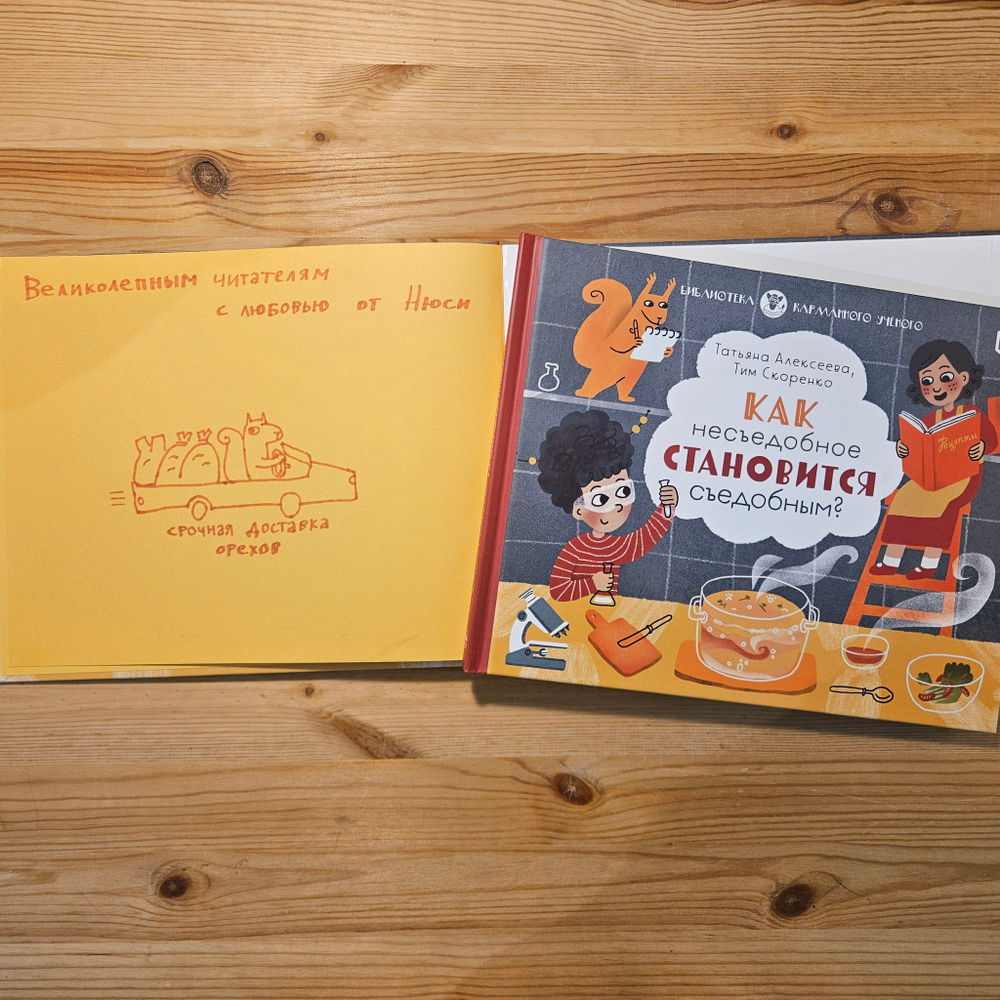 Великолепным читателям
с любовью от Нюси
срочная доставка
орехов
БИБЛИОТЕКА КАРМАННОГО УЧЁНОГО
Татьяна Алексеева,
Тим Скоренко
КАК
несъедобное
СТАНОВИТСЯ
съедобным?
Рецепты